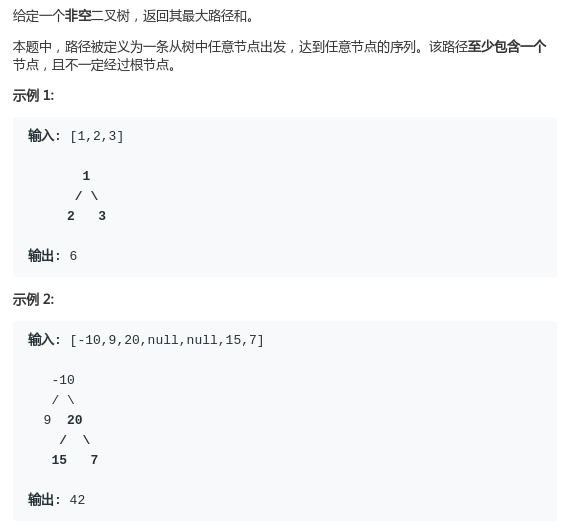 给定一个非空二叉树，返回其最大路径和。
本题中，路径被定义为一条从树中任意节点出发，达到任意节点的序列。该路径至少包含一个
节点，且不一定经过根节点。
示例 1:
输入: [1,2,3]
1
/ \
2 3
输出: 6
示例 2:
输入: [-10,9,20,null,null,15,7]
-10
/ \
9 20
/ \
15 7
输出: 42